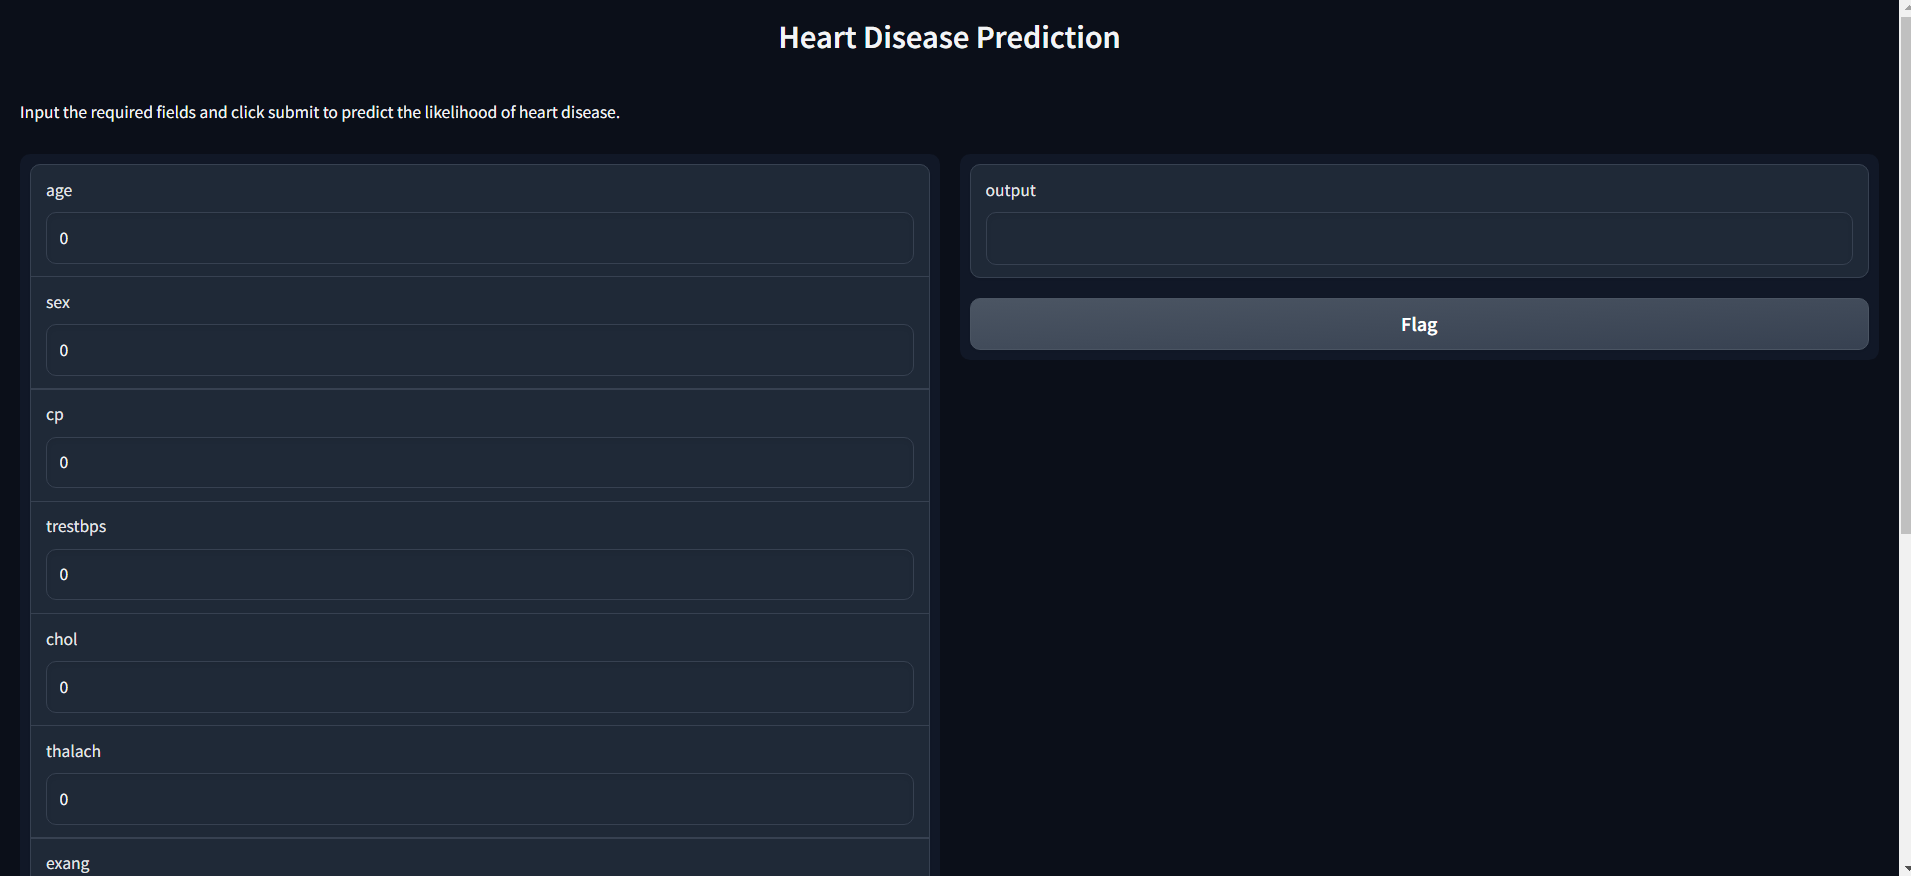 Heart Disease Prediction
Input the required fields and click submit to predict the likelihood of heart disease.
age
0
sex
0
cp
0
trestbps
0
chol
0
thalach
0
exang
output
Flag